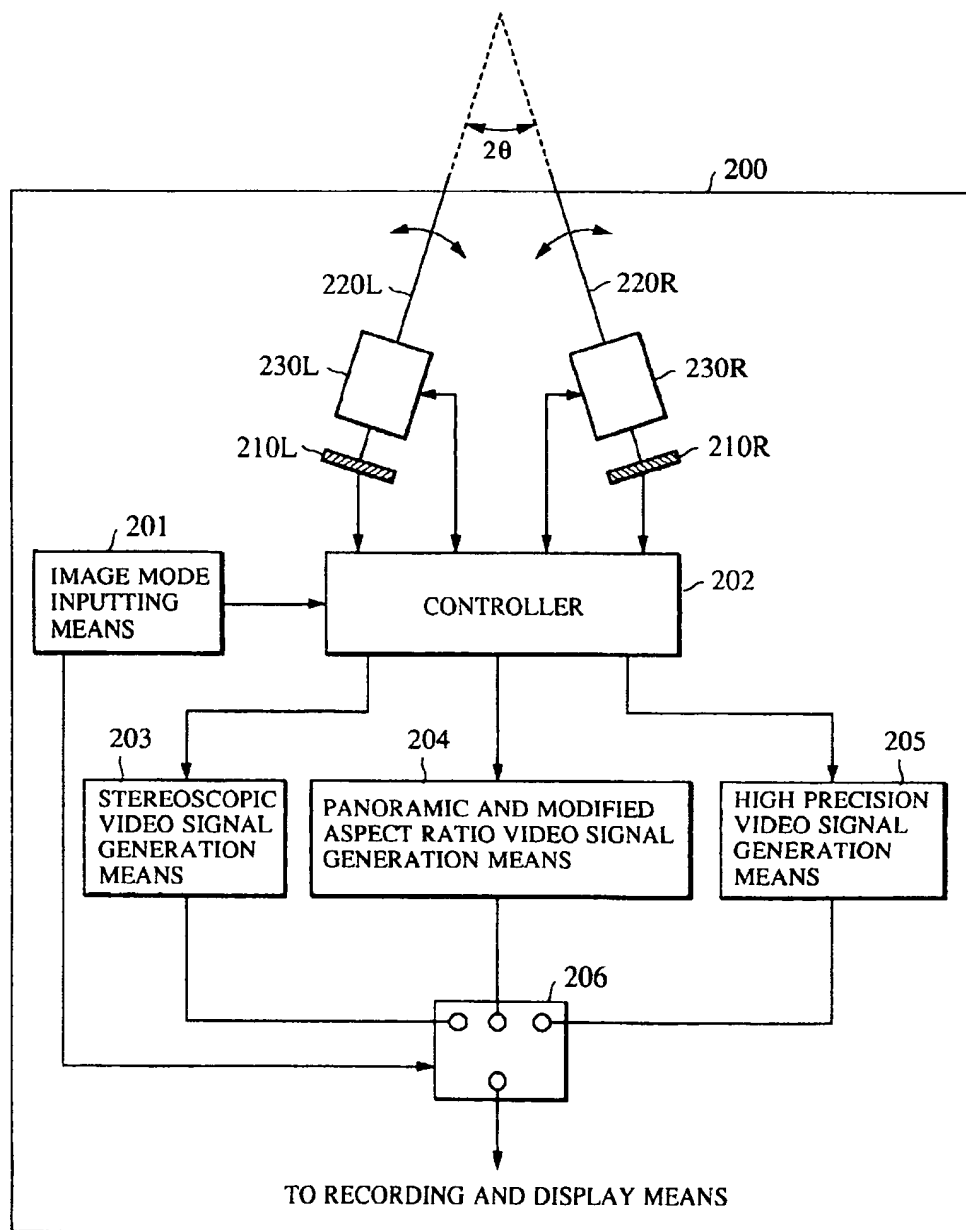 2θ
200
220L
220R
230L
230R
210L
210R
201
IMAGE MODE
INPUTTING
MEANS
202
CONTROLLER
203
STEREOSCOPIC
VIDEO SIGNAL
GENERATION
MEANS
204
PANORAMIC AND MODIFIED
ASPECT RATIO VIDEO SIGNAL
GENERATION MEANS
205
HIGH PRECISION
VIDEO SIGNAL
GENERATION
MEANS
206
TO RECORDING AND DISPLAY MEANS